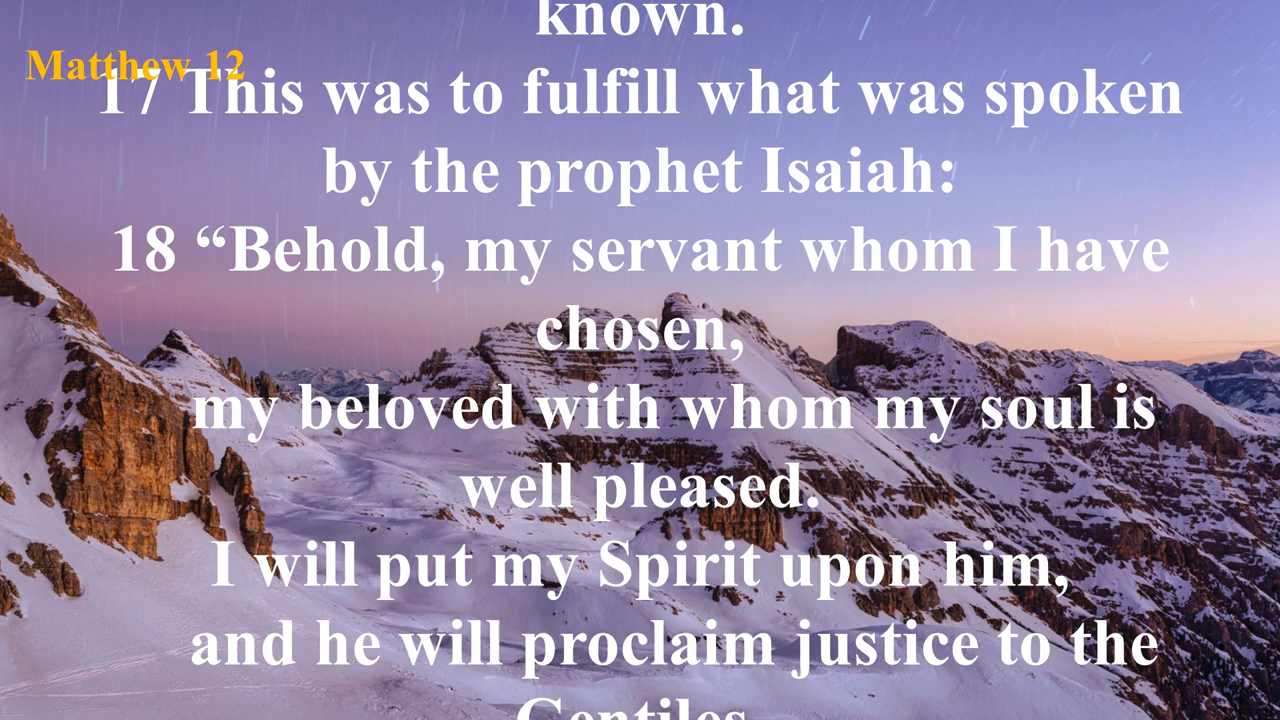 known.
Matthew 12
17 This was to fulfill what was spoken
by the prophet Isaiah:
18 “Behold, my servant whom I have
chosen,
my beloved with whom my soul is
well pleased.
I will put my Spirit upon him,
and he will proclaim justice to the
Gentiles